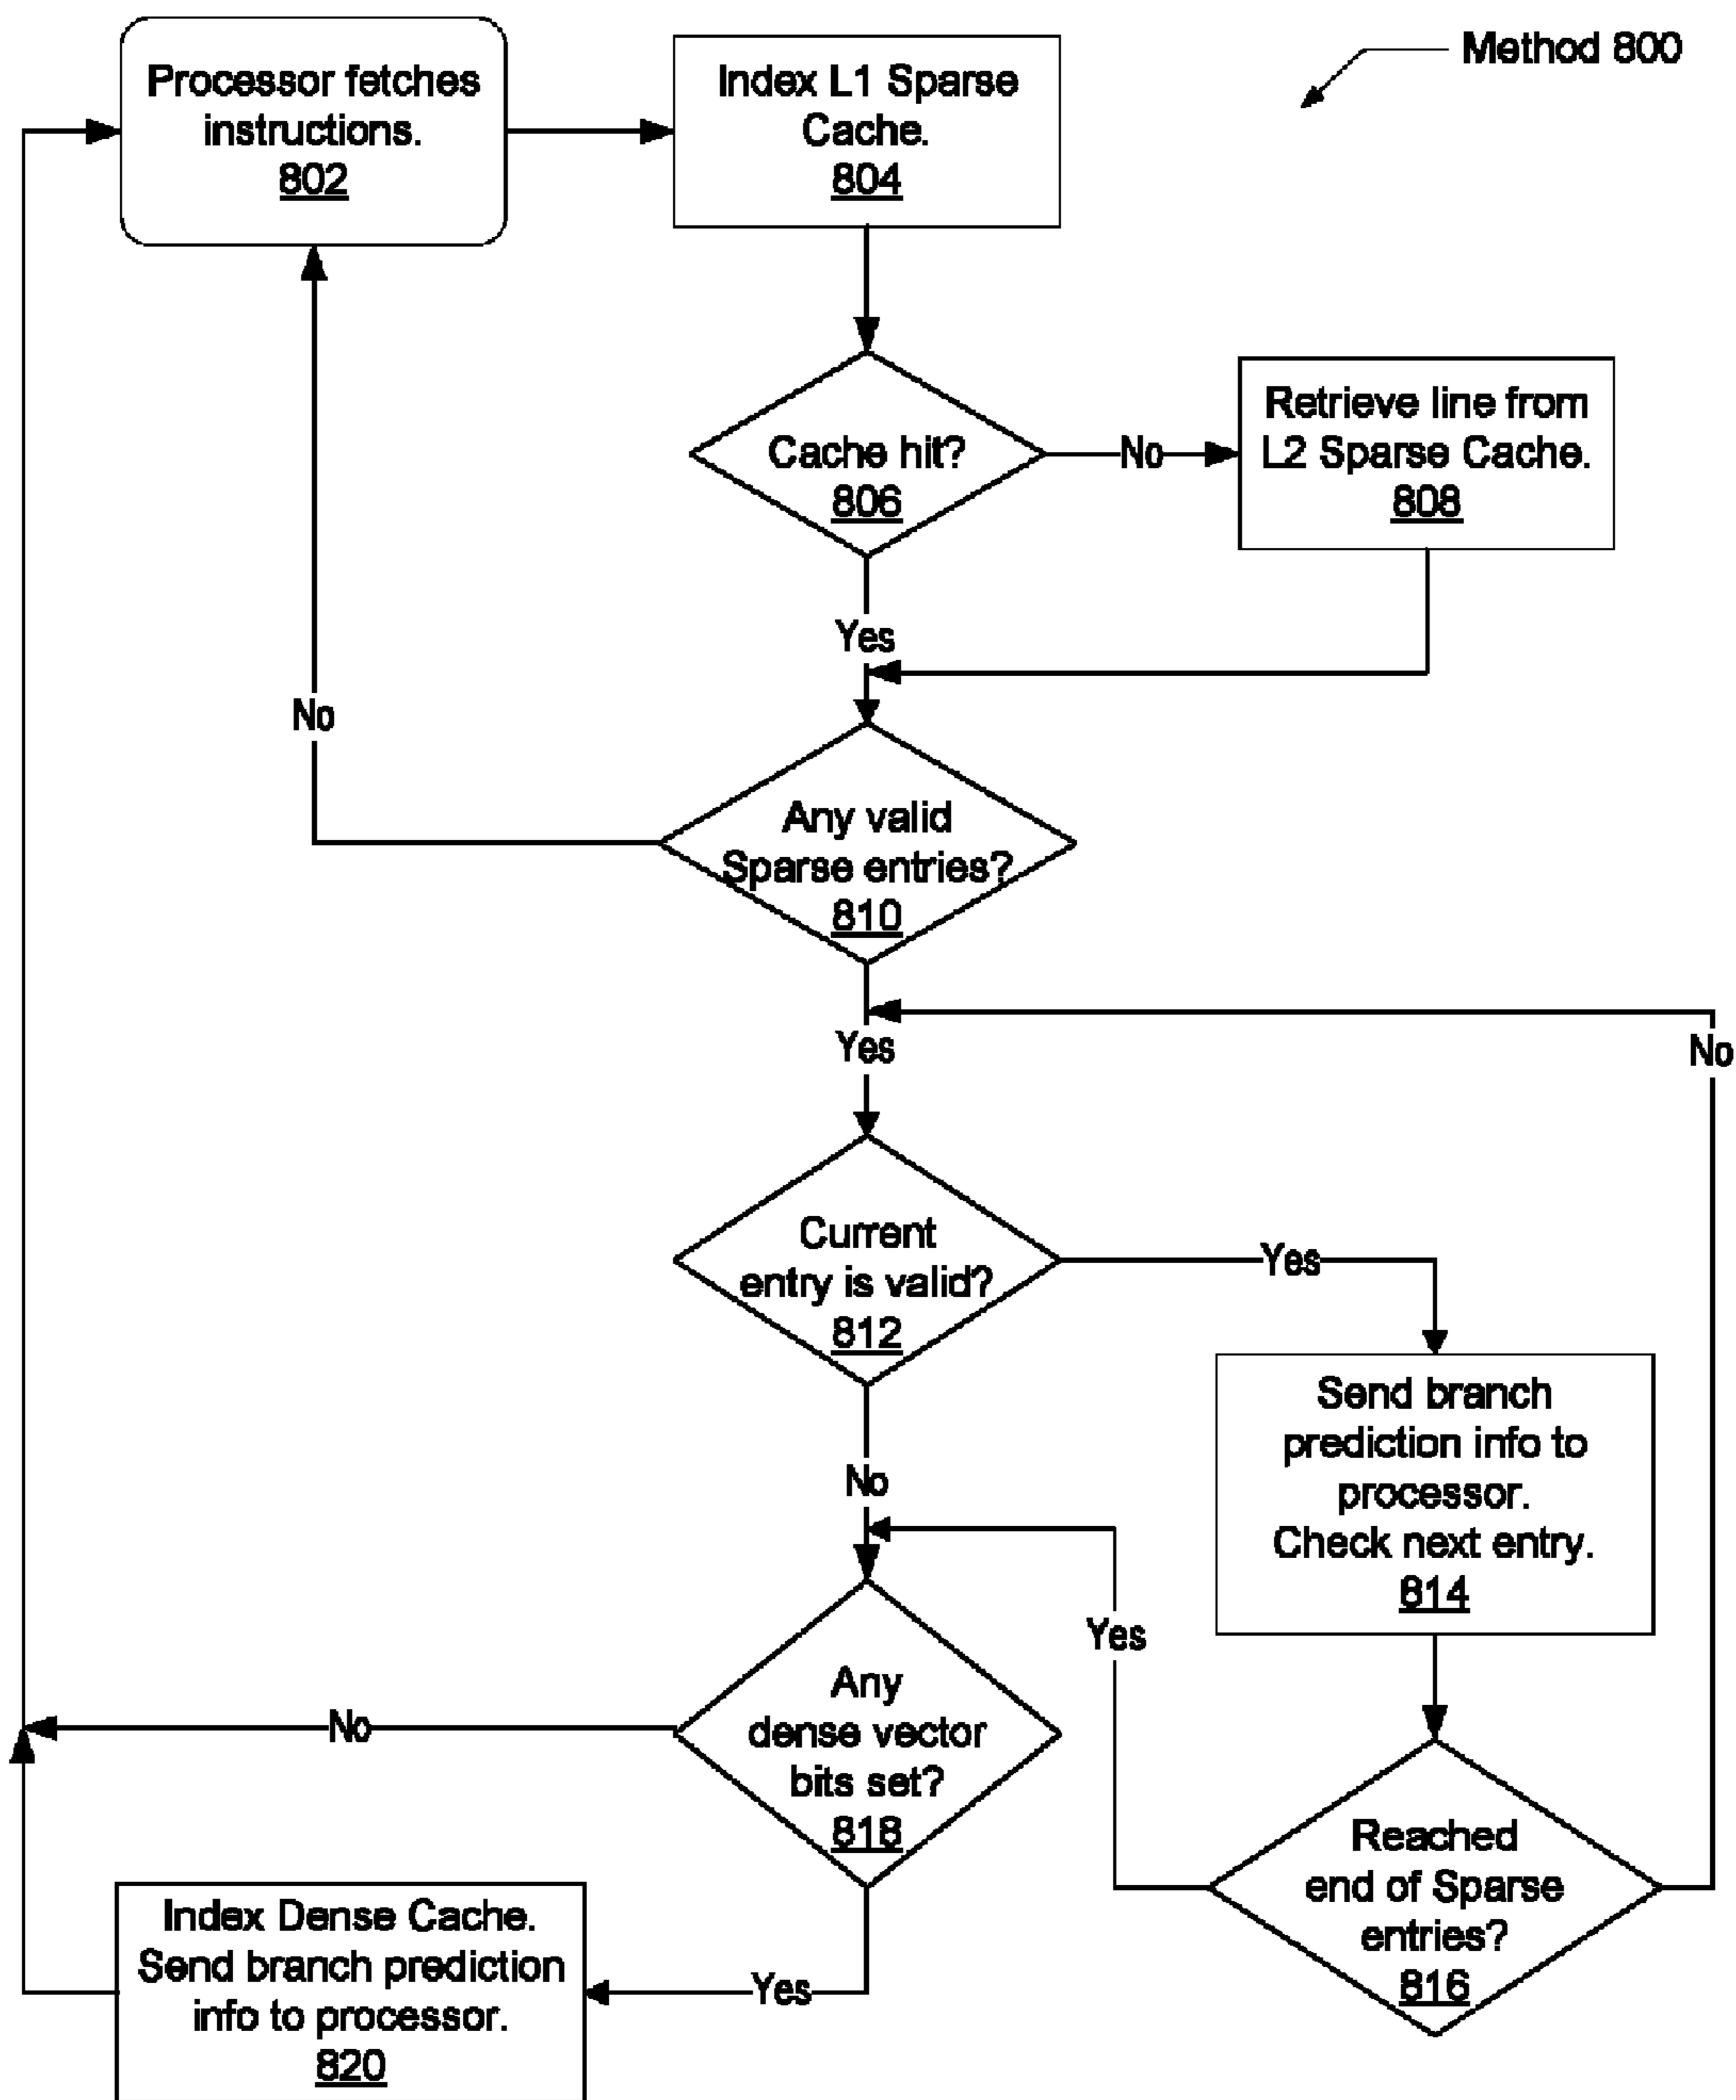 Method 800
Processor fetches
instructions.
802
Index L1 Sparse
Cache.
804
Cache hit?
806
No
Retrieve line from
L2 Sparse Cache.
808
Yes
No
Any valid
Sparse entries?
810
Yes
No
Current
entry is valid?
812
Yes
Send branch
prediction info to
processor.
Check next entry.
814
No
Yes
Any
dense vector
bits set?
818
No
Reached
end of Sparse
entries?
816
Index Dense Cache.
Send branch prediction
info to processor.
820
Yes